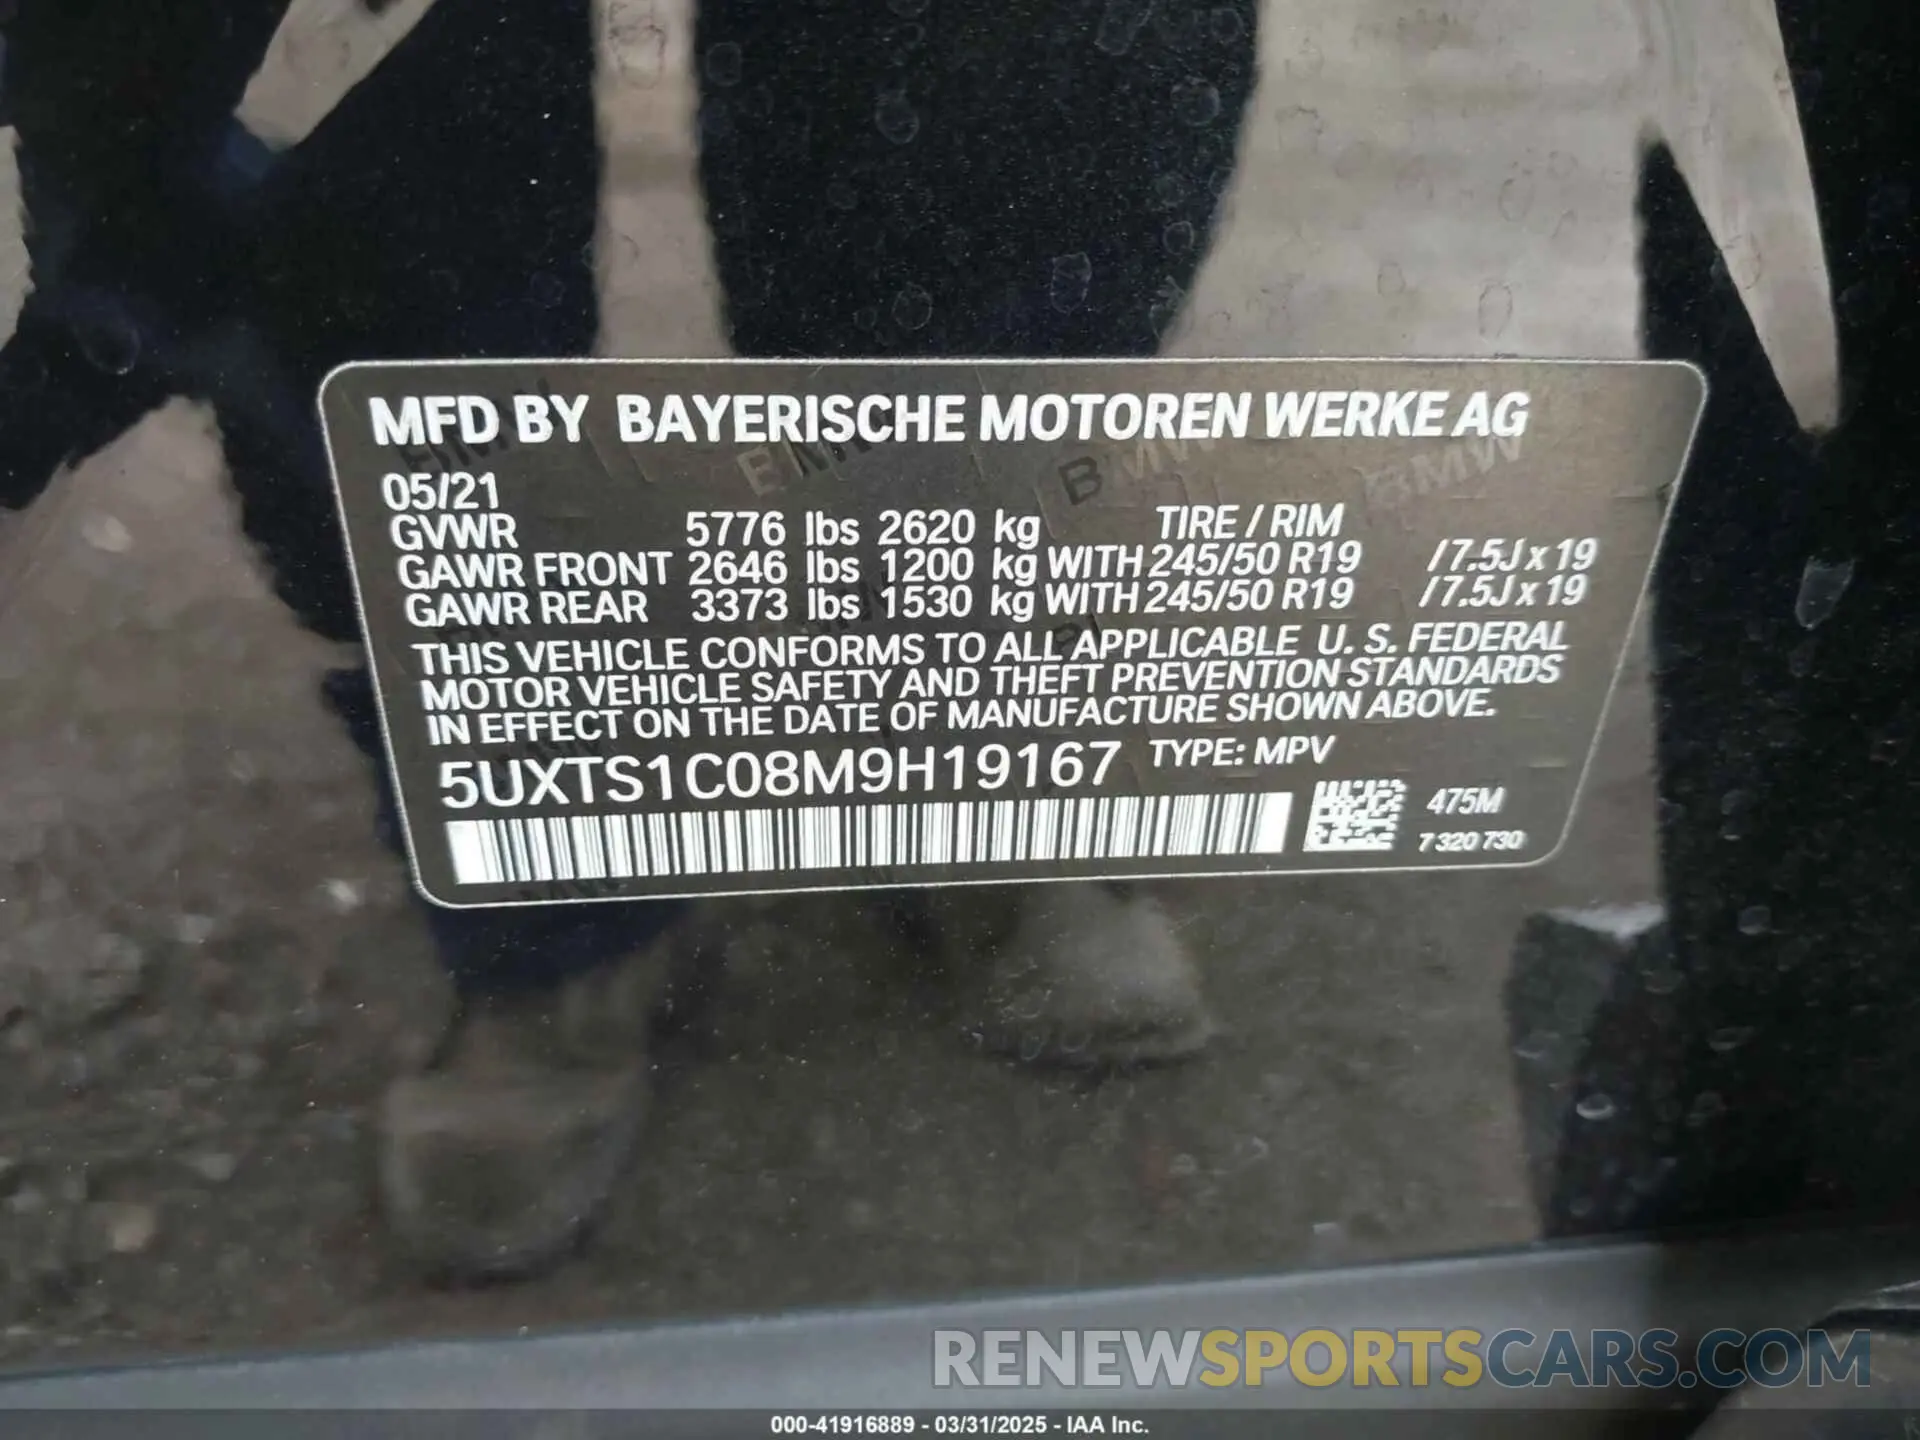 MFD BY BAYERISCHE MOTOREN WERKE AG
05/21
GVWR 5776 lbs 2620 kg TIRE / RIM
GAWR FRONT 2646 lbs 1200 kg WITH 245/50 R19 /7.5J x 19
GAWR REAR 3373 lbs 1530 kg WITH 245/50 R19 /7.5J x 19
THIS VEHICLE CONFORMS TO ALL APPLICABLE U. S. FEDERAL
MOTOR VEHICLE SAFETY AND THEFT PREVENTION STANDARDS
IN EFFECT ON THE DATE OF MANUFACTURE SHOWN ABOVE.
5UXTS1C08M9H19167 TYPE: MPV
475M
7 320 730
BMW BMW BMW
RENEWSPORTSCARS.COM
000-41916889 - 03/31/2025 - IAA Inc.